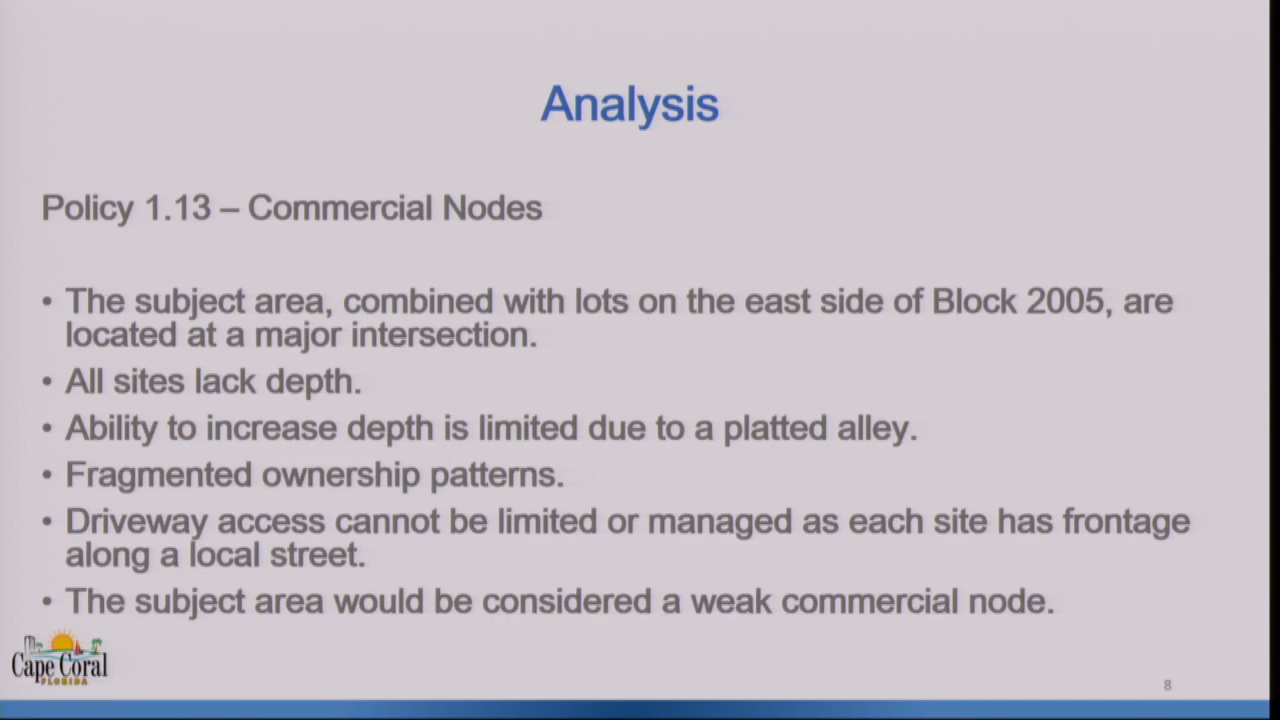 Analysis
Policy 1.13 – Commercial Nodes
• The subject area, combined with lots on the east side of Block 2005, are
located at a major intersection.
• All sites lack depth.
• Ability to increase depth is limited due to a platted alley.
• Fragmented ownership patterns.
• Driveway access cannot be limited or managed as each site has frontage
along a local street.
• The subject area would be considered a weak commercial node.
Cape Coral
FLORIDA
8